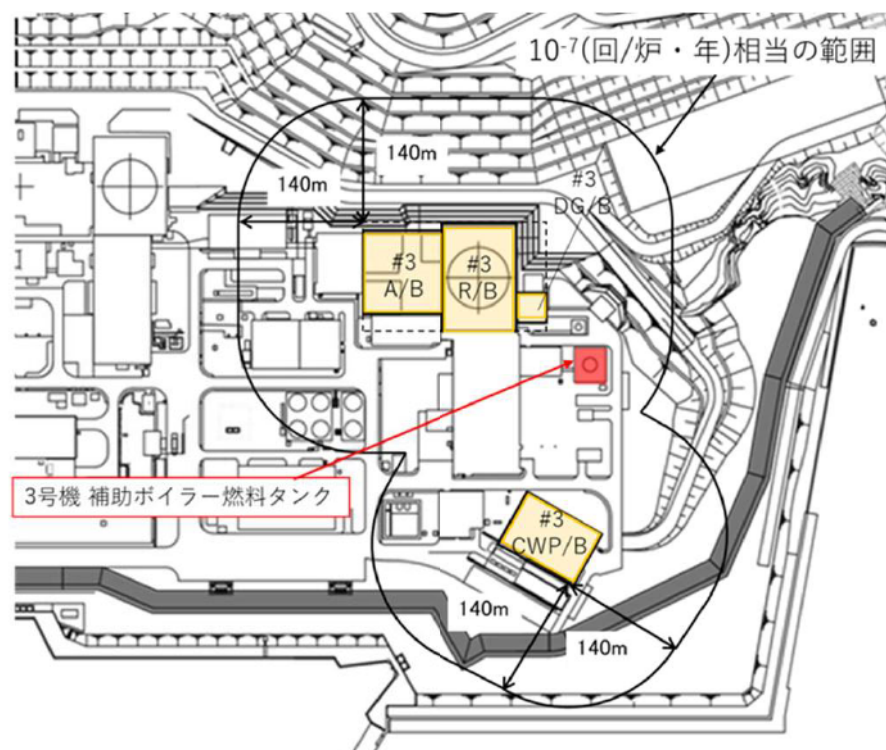 10⁻⁷(回/炉・年)相当の範囲
140m
140m
#3
DG/B
#3
A/B
#3
R/B
3号機 補助ボイラー燃料タンク
#3
CWP/B
140m
140m